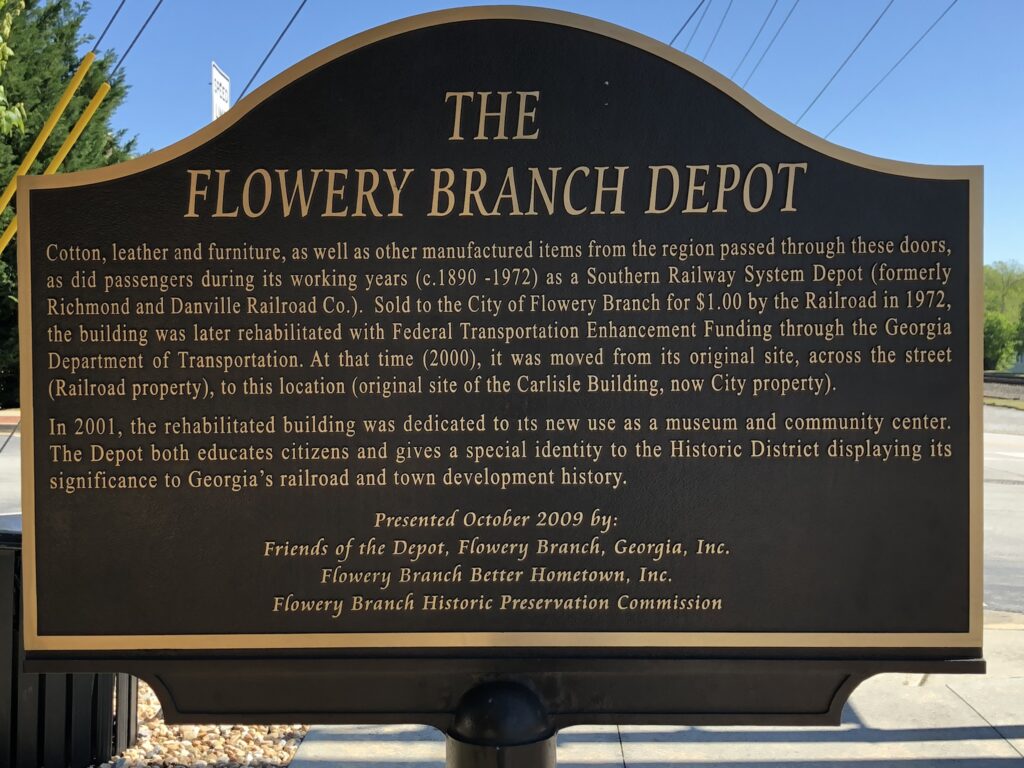 THE
FLOWERY BRANCH DEPOT
Cotton, leather and furniture, as well as other manufactured items from the region passed through these doors,
as did passengers during its working years (c.1890 -1972) as a Southern Railway System Depot (formerly
Richmond and Danville Railroad Co.). Sold to the City of Flowery Branch for $1.00 by the Railroad in 1972,
the building was later rehabilitated with Federal Transportation Enhancement Funding through the Georgia
Department of Transportation. At that time (2000), it was moved from its original site, across the street
(Railroad property), to this location (original site of the Carlisle Building, now City property).
In 2001, the rehabilitated building was dedicated to its new use as a museum and community center.
The Depot both educates citizens and gives a special identity to the Historic District displaying its
significance to Georgia's railroad and town development history.
Presented October 2009 by:
Friends of the Depot, Flowery Branch, Georgia, Inc.
Flowery Branch Better Hometown, Inc.
Flowery Branch Historic Preservation Commission